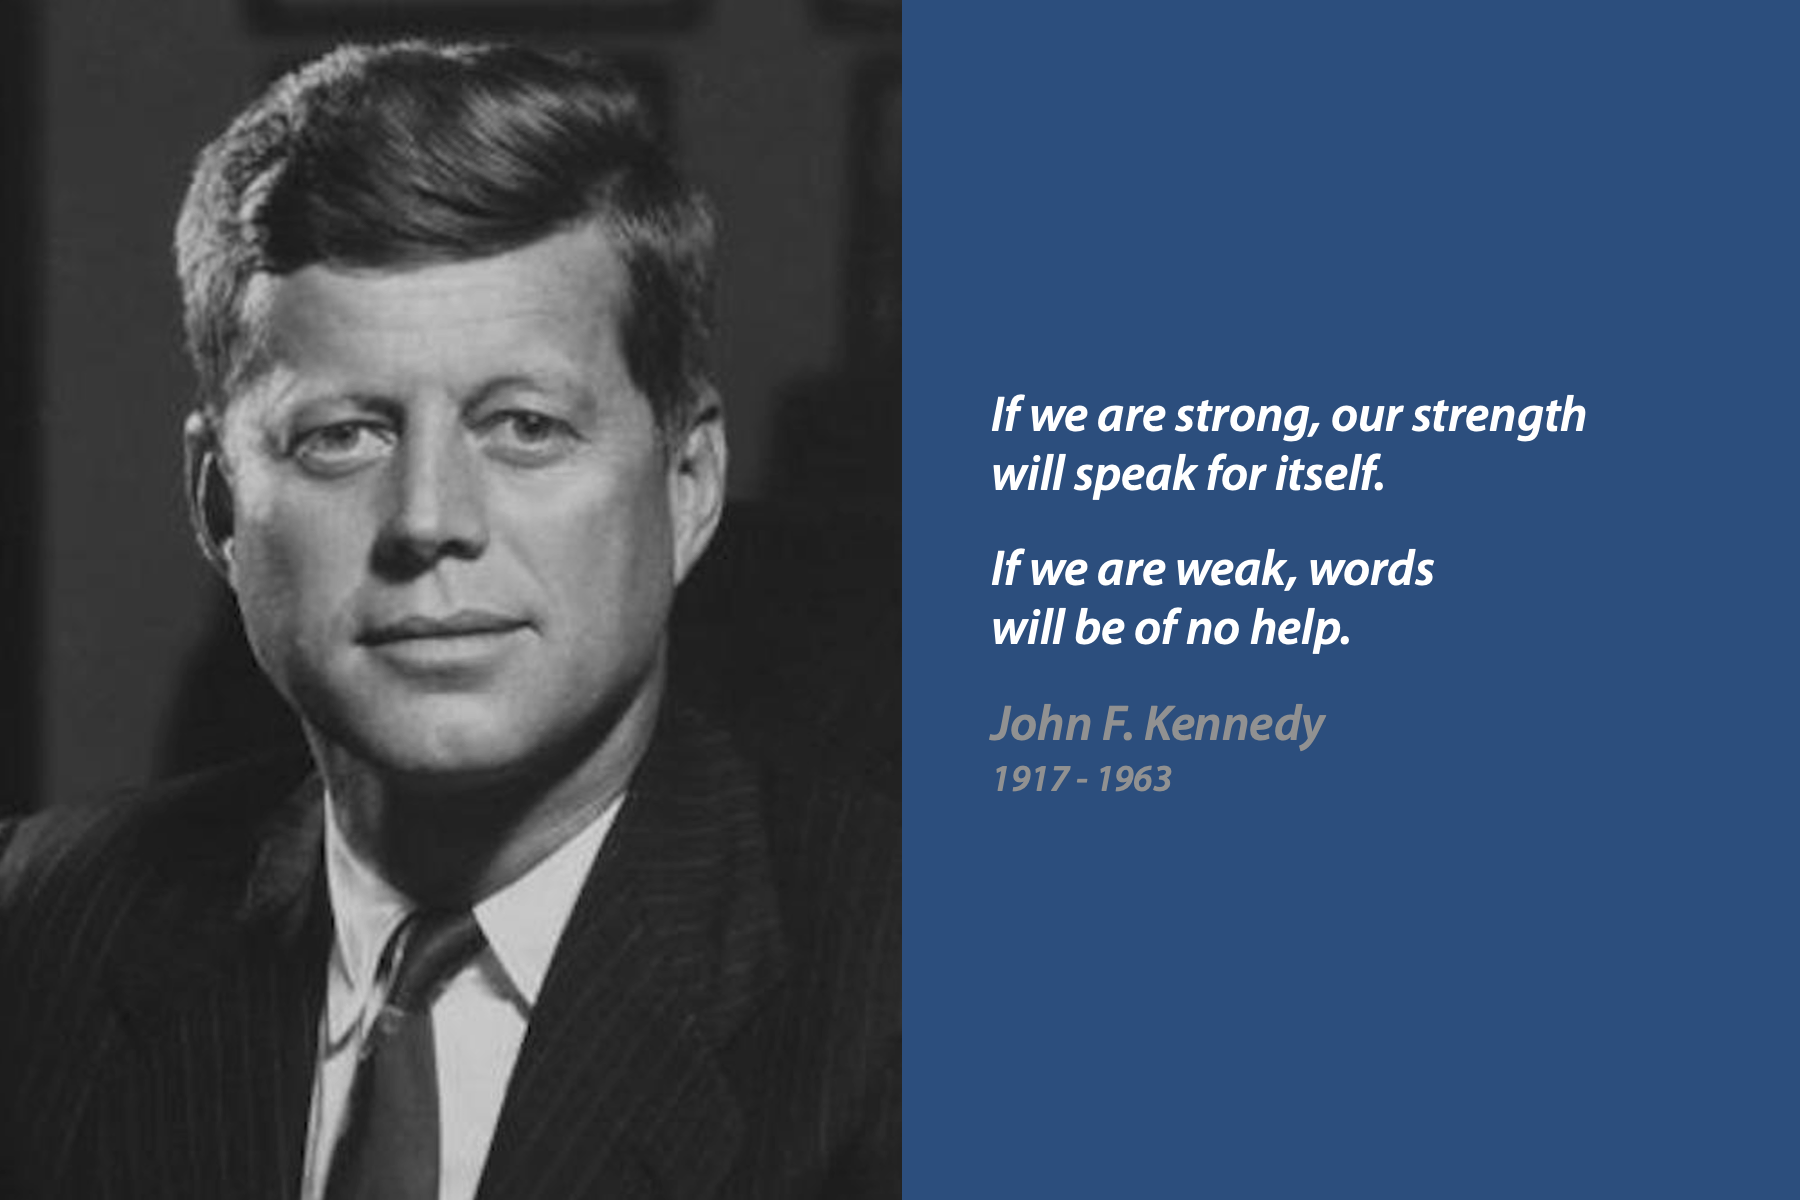 If we are strong, our strength
will speak for itself.
If we are weak, words
will be of no help.
John F. Kennedy
1917 - 1963